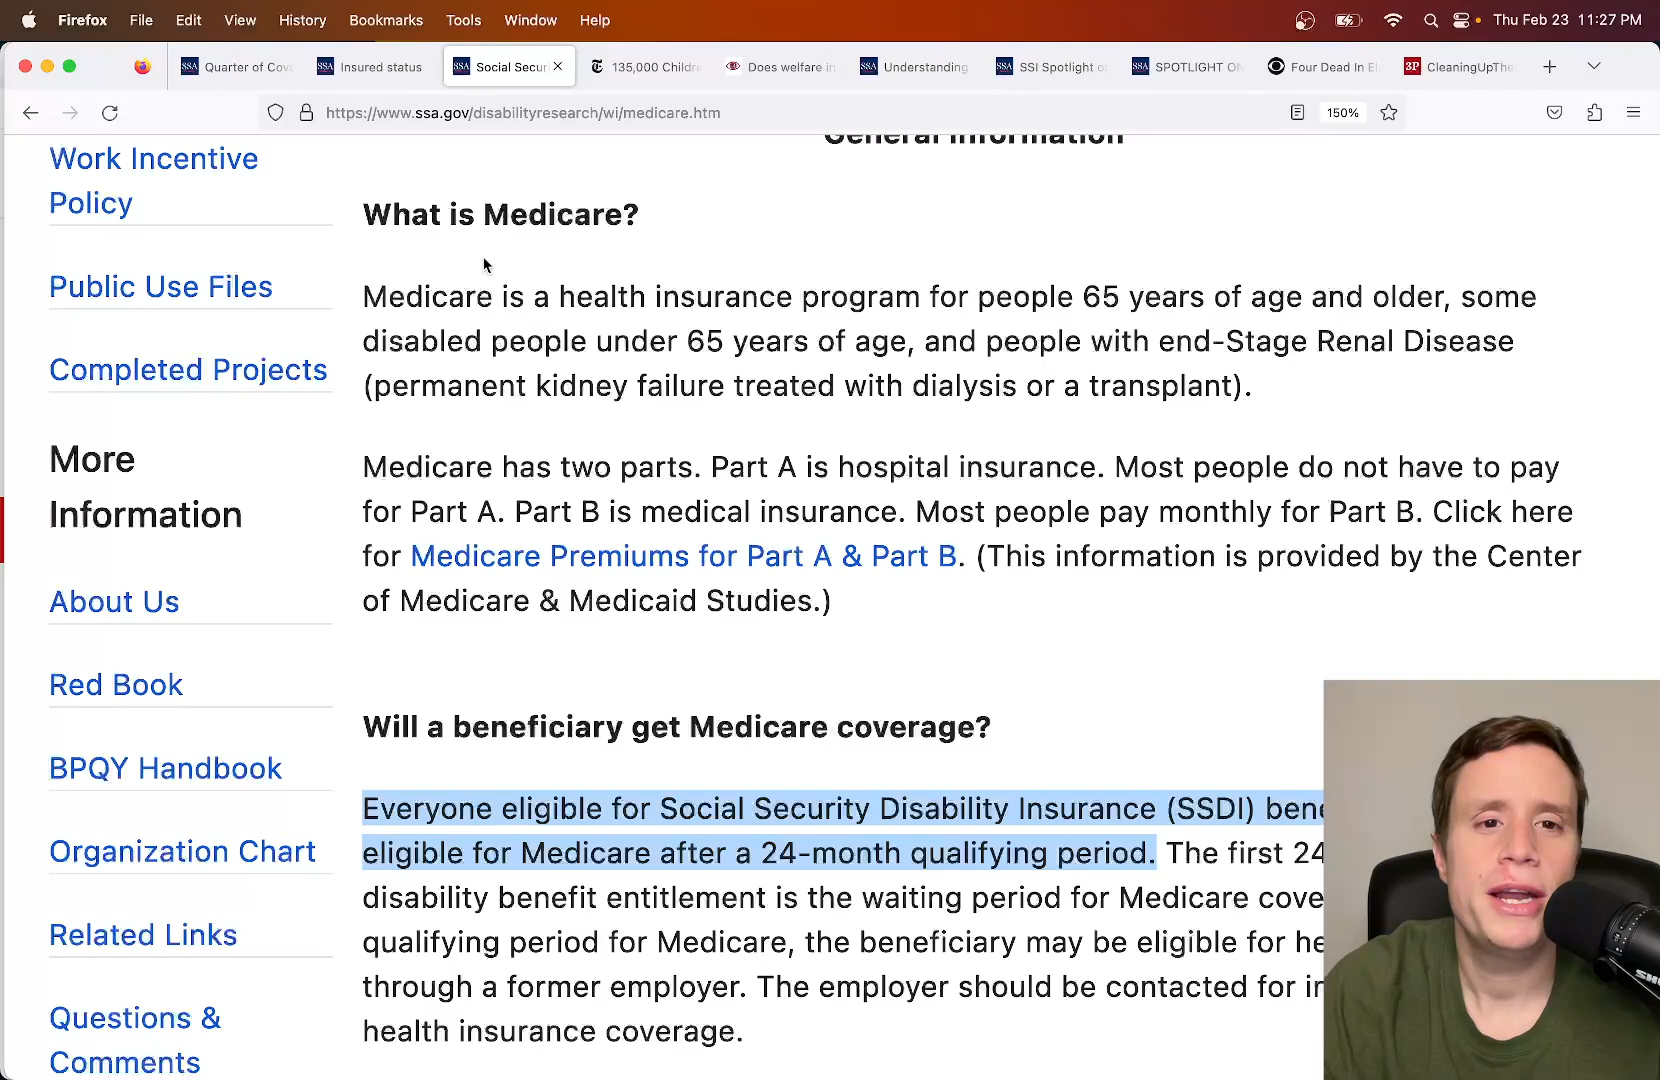 Firefox File Edit View History Bookmarks Tools Window Help Thu Feb 23 11:27 PM
SSA Quarter of Cov SSA Insured status SSA Social Secur 135,000 Childr Does welfare in SSA Understanding SSA SSI Spotlight o SSA SPOTLIGHT ON Four Dead In E 3P CleaningUpThe
https://www.ssa.gov/disabilityresearch/wi/medicare.htm 150%
General Information
Work Incentive
Policy
Public Use Files
Completed Projects
More
Information
About Us
Red Book
BPQY Handbook
Organization Chart
Related Links
Questions &
Comments
What is Medicare?
Medicare is a health insurance program for people 65 years of age and older, some
disabled people under 65 years of age, and people with end-Stage Renal Disease
(permanent kidney failure treated with dialysis or a transplant).
Medicare has two parts. Part A is hospital insurance. Most people do not have to pay
for Part A. Part B is medical insurance. Most people pay monthly for Part B. Click here
for Medicare Premiums for Part A & Part B. (This information is provided by the Center
of Medicare & Medicaid Studies.)
Will a beneficiary get Medicare coverage?
Everyone eligible for Social Security Disability Insurance (SSDI) bene
eligible for Medicare after a 24-month qualifying period. The first 24
disability benefit entitlement is the waiting period for Medicare cove
qualifying period for Medicare, the beneficiary may be eligible for he
through a former employer. The employer should be contacted for in
health insurance coverage.